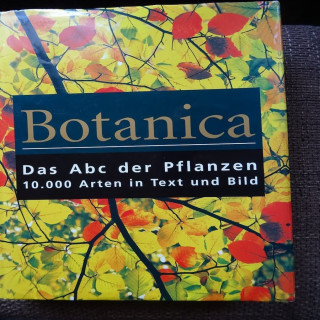 Botanica
Das Abc der Pflanzen
10.000 Arten in Text und Bild